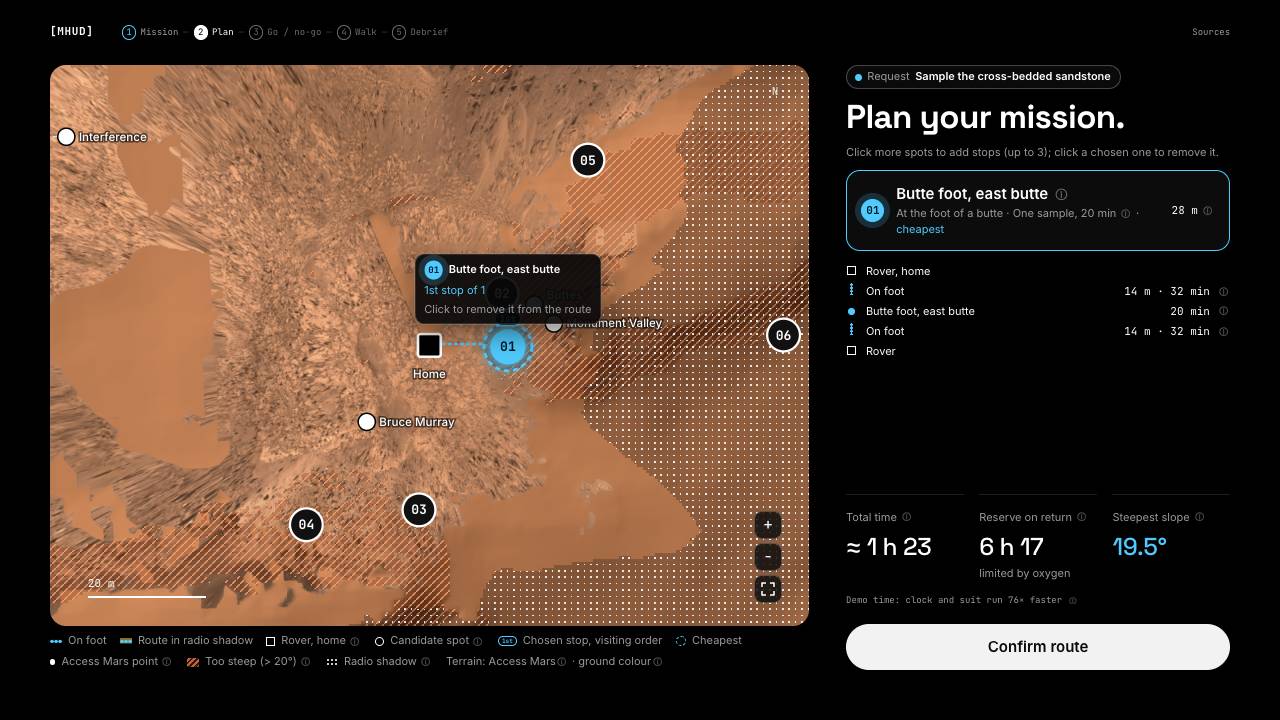 [MHUD]
1 Mission
2 Plan
3 Go / no-go
4 Walk
5 Debrief
Sources
N
Interference
05
01 Butte foot, east butte
1st stop of 1
02
Click to remove it from the route
Monument Valley
01
06
Home
Bruce Murray
03
04
20 m
+
-
On foot
Route in radio shadow
Rover, home
Candidate spot
1st Chosen stop, visiting order
Cheapest
Access Mars point
Too steep (> 20°)
Radio shadow
Terrain: Access Mars · ground colour
Request Sample the cross-bedded sandstone
Plan your mission.
Click more spots to add stops (up to 3); click a chosen one to remove it.
01
Butte foot, east butte
At the foot of a butte · One sample, 20 min ·
cheapest
28 m
Rover, home
On foot 14 m · 32 min
Butte foot, east butte 20 min
On foot 14 m · 32 min
Rover
Total time
≈ 1 h 23
Reserve on return
6 h 17
limited by oxygen
Steepest slope
19.5°
Demo time: clock and suit run 76× faster
Confirm route